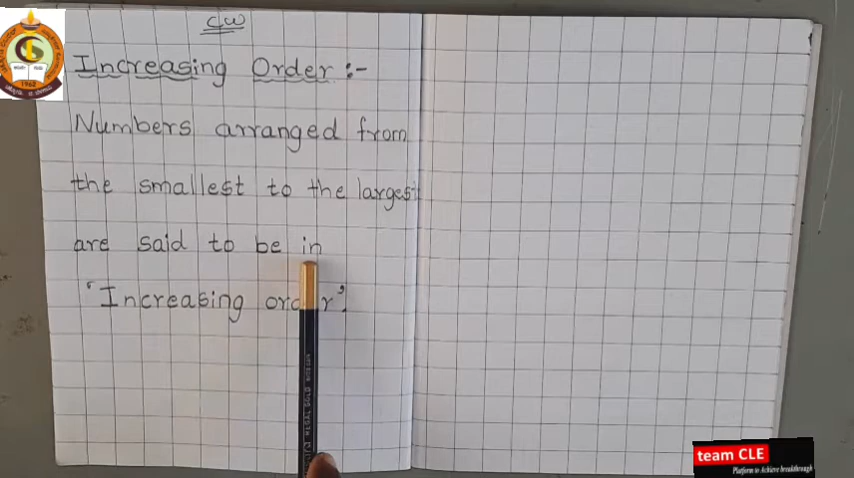 CW
Increasing Order :-
Numbers arranged from
the smallest to the largest
are said to be in
'Increasing order'.
1962
team CLE
Platform to Achieve breakthrough